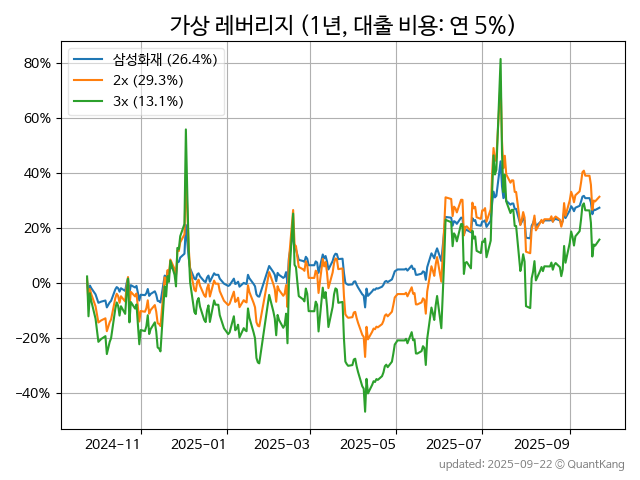 가상 레버리지 (1년, 대출 비용: 연 5%)
삼성화재 (26.4%)
2x (29.3%)
3x (13.1%)
80%
60%
40%
20%
0%
−20%
−40%
2024-11
2025-01
2025-03
2025-05
2025-07
2025-09
updated: 2025-09-22 © QuantKang